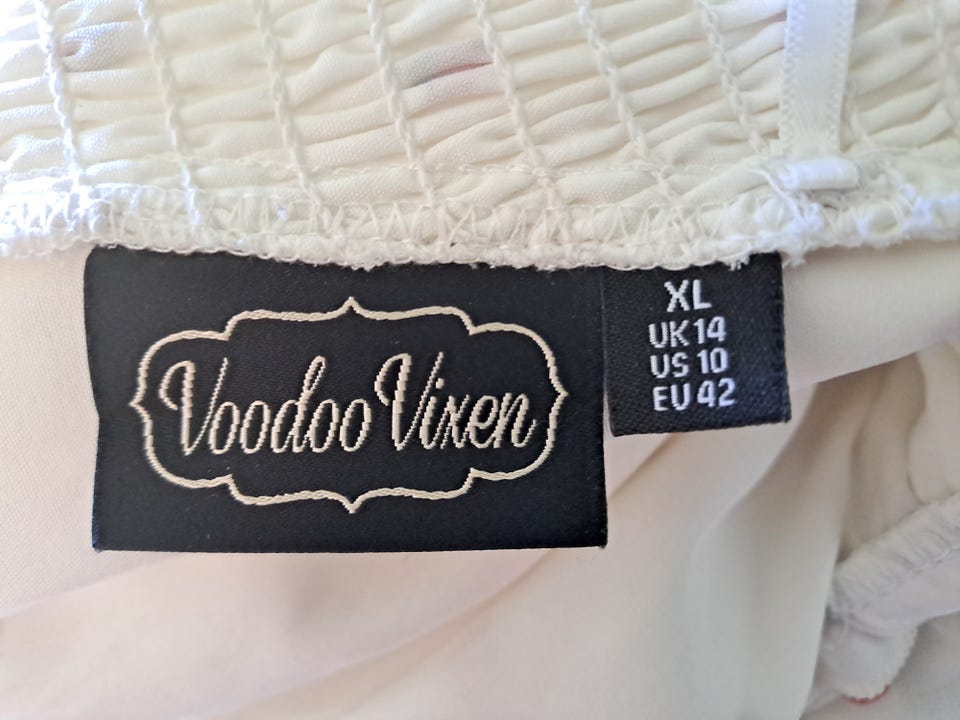 Voodoo Vixen
XL
UK 14
US 10
EU 42